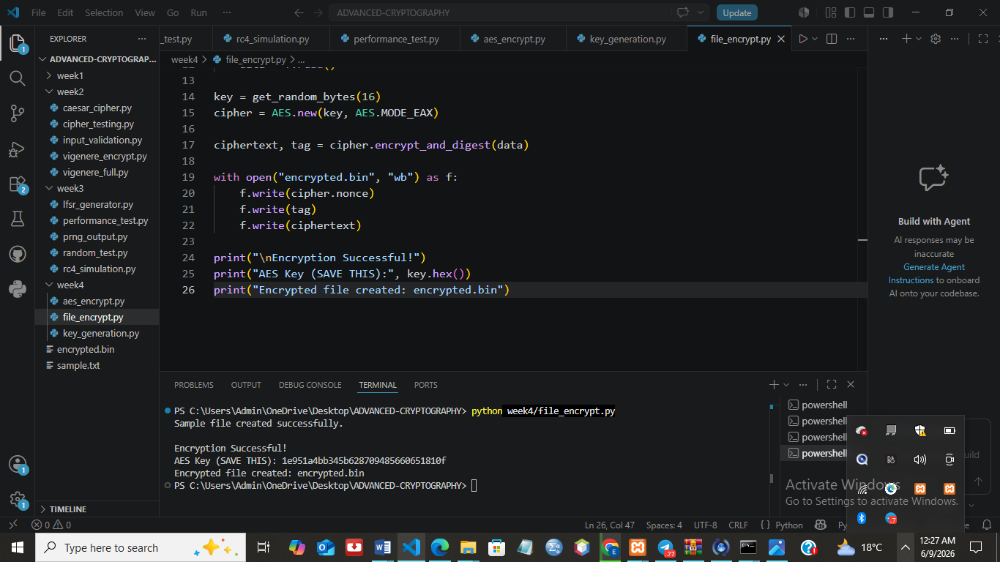 File Edit Selection View Go Run ···
ADVANCED-CRYPTOGRAPHY
Update
EXPLORER
_test.py rc4_simulation.py performance_test.py aes_encrypt.py key_generation.py file_encrypt.py
ADVANCED-CRYPTOGRAP...
week4 > file_encrypt.py > ...
week1
week2
caesar_cipher.py
cipher_testing.py
input_validation.py
vigenere_encrypt.py
vigenere_full.py
week3
lfsr_generator.py
performance_test.py
prng_output.py
random_test.py
rc4_simulation.py
week4
aes_encrypt.py
file_encrypt.py
key_generation.py
encrypted.bin
sample.txt
TIMELINE
13
14 key = get_random_bytes(16)
15 cipher = AES.new(key, AES.MODE_EAX)
16
17 ciphertext, tag = cipher.encrypt_and_digest(data)
18
19 with open("encrypted.bin", "wb") as f:
20 f.write(cipher.nonce)
21 f.write(tag)
22 f.write(ciphertext)
23
24 print("\nEncryption Successful!")
25 print("AES Key (SAVE THIS):", key.hex())
26 print("Encrypted file created: encrypted.bin")
Build with Agent
AI responses may be
inaccurate
Generate Agent
Instructions to onboard
AI onto your codebase.
PROBLEMS OUTPUT DEBUG CONSOLE TERMINAL PORTS
PS C:\Users\Admin\OneDrive\Desktop\ADVANCED-CRYPTOGRAPHY> python week4/file_encrypt.py
Sample file created successfully.
Encryption Successful!
AES Key (SAVE THIS): 1e951a4bb345b628709485660651810f
Encrypted file created: encrypted.bin
PS C:\Users\Admin\OneDrive\Desktop\ADVANCED-CRYPTOGRAPHY>
powershell
powershell
powershell
powershell
Activate Windows
Go to Settings to activate Windows.
0 0
Ln 26, Col 47 Spaces: 4 UTF-8 CRLF { } Python
Type here to search
18°C
12:27 AM
6/9/2026